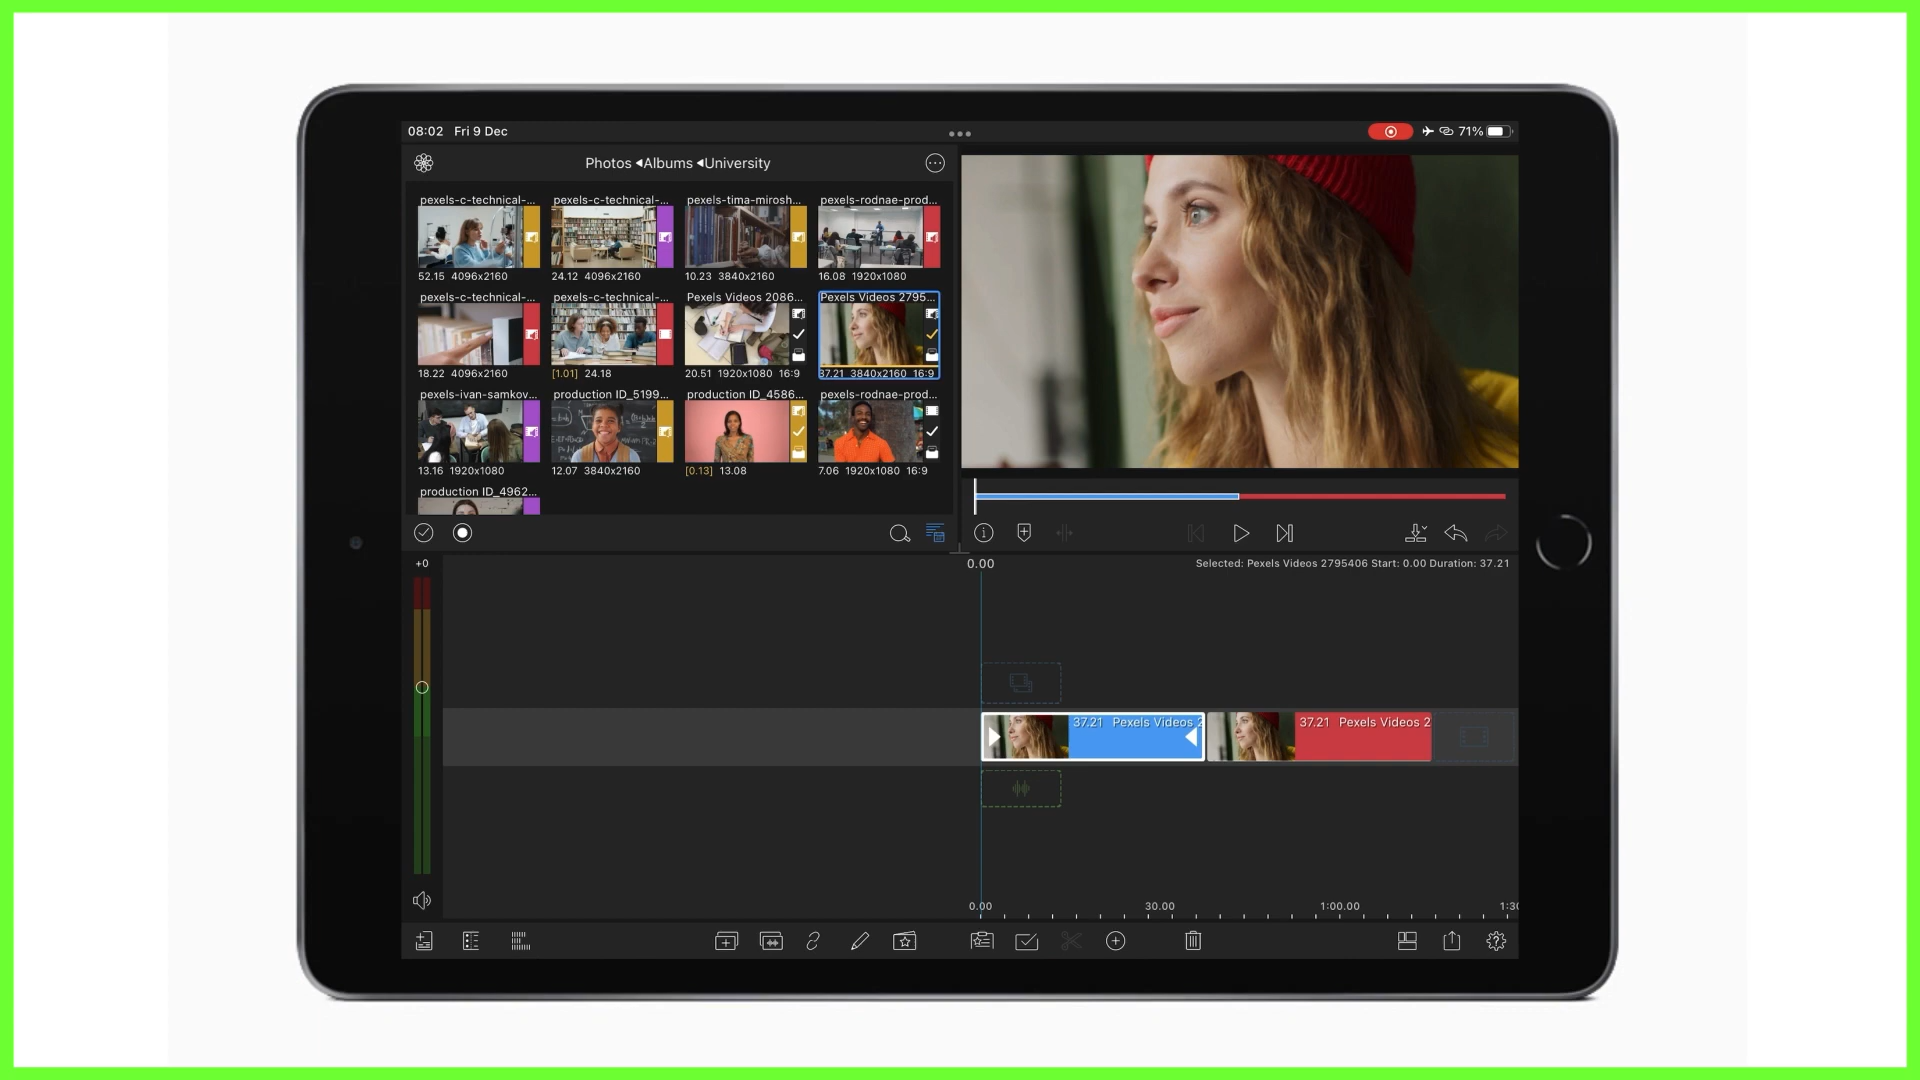 08:02 Fri 9 Dec
71%
Photos ◀Albums ◀University
pexels-c-technical-... pexels-c-technical-... pexels-tima-mirosh... pexels-rodnae-prod...
52.15 4096x2160 24.12 4096x2160 10.23 3840x2160 16.08 1920x1080
pexels-c-technical-... pexels-c-technical-... Pexels Videos 2086... Pexels Videos 2795...
18.22 4096x2160 [1.01] 24.18 20.51 1920x1080 16:9 37.21 3840x2160 16:9
pexels-ivan-samkov... production ID_5199... production ID_4586... pexels-rodnae-prod...
13.16 1920x1080 12.07 3840x2160 [0.13] 13.08 7.06 1920x1080 16:9
production ID_4962...
+0
0.00
Selected: Pexels Videos 2795406 Start: 0.00 Duration: 37.21
37.21 Pexels Videos 2
37.21 Pexels Videos 2
0.00 30.00 1:00.00 1:30